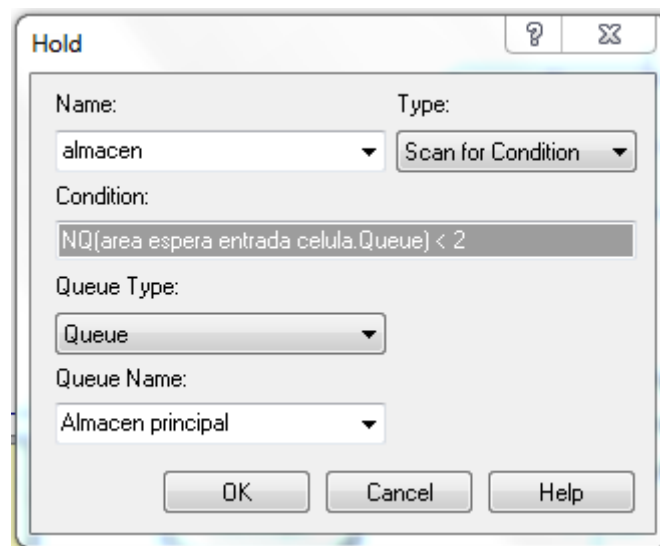 Hold
Name: Type:
almacen Scan for Condition
Condition:
NQ(area espera entrada celula.Queue) < 2
Queue Type:
Queue
Queue Name:
Almacen principal
OK Cancel Help